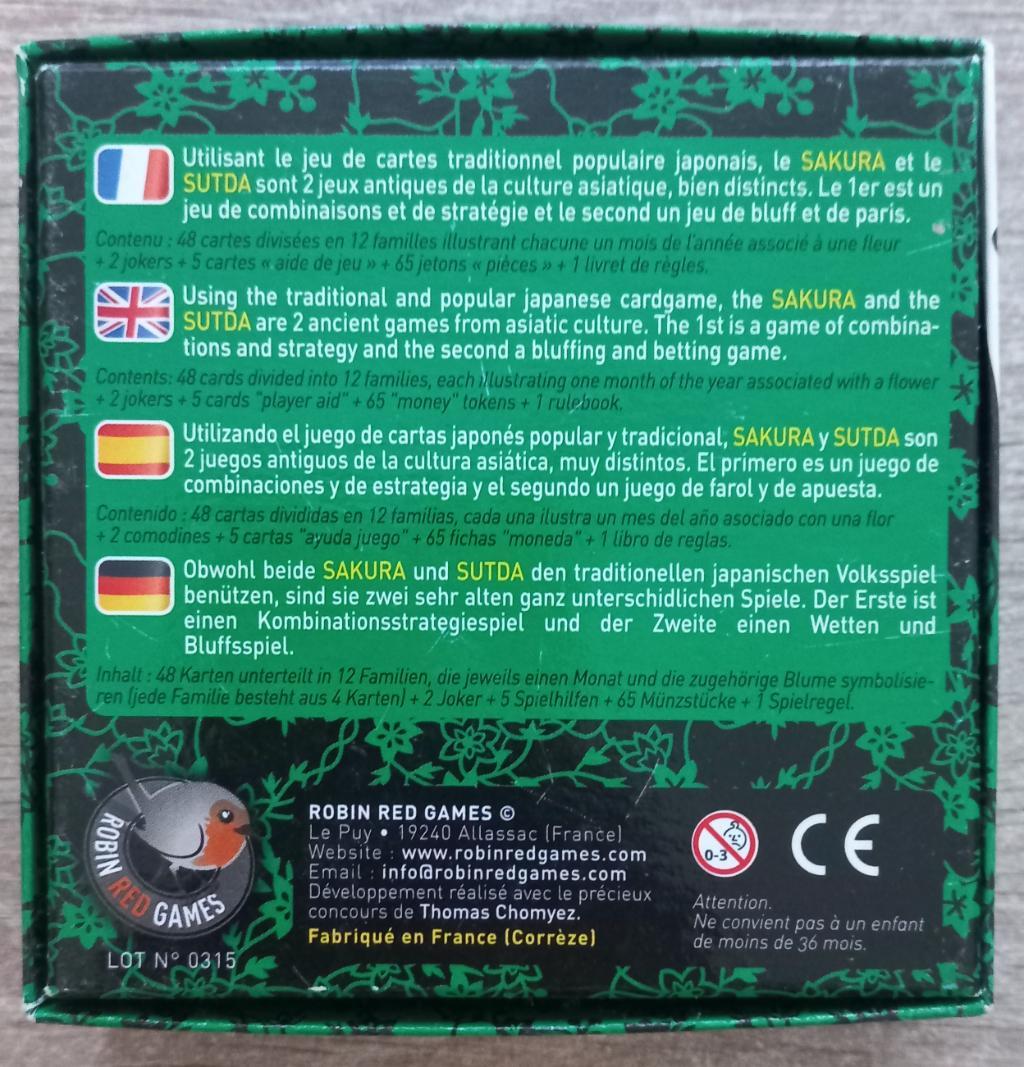 Utilisant le jeu de cartes traditionnel populaire japonais, le SAKURA et le
SUTDA sont 2 jeux antiques de la culture asiatique, bien distincts. Le 1er est un
jeu de combinaisons et de stratégie et le second un jeu de bluff et de paris.
Contenu : 48 cartes divisées en 12 familles illustrant chacune un mois de l'année associé à une fleur
+ 2 jokers + 5 cartes « aide de jeu » + 65 jetons « pièces » + 1 livret de règles.
Using the traditional and popular japanese cardgame, the SAKURA and the
SUTDA are 2 ancient games from asiatic culture. The 1st is a game of combina-
tions and strategy and the second a bluffing and betting game.
Contents: 48 cards divided into 12 families, each illustrating one month of the year associated with a flower
+ 2 jokers + 5 cards "player aid" + 65 "money" tokens + 1 rulebook.
Utilizando el juego de cartas japonés popular y tradicional, SAKURA y SUTDA son
2 juegos antiguos de la cultura asiática, muy distintos. El primero es un juego de
combinaciones y de estrategia y el segundo un juego de farol y de apuesta.
Contenido : 48 cartas divididas en 12 familias, cada una ilustra un mes del año asociado con una flor
+ 2 comodines + 5 cartas "ayuda juego" + 65 fichas "moneda" + 1 libro de reglas.
Obwohl beide SAKURA und SUTDA den traditionellen japanischen Volksspiel
benützen, sind sie zwei sehr alten ganz unterschidlichen Spiele. Der Erste ist
einen Kombinationsstrategiespiel und der Zweite einen Wetten und
Bluffsspiel.
Inhalt : 48 Karten unterteilt in 12 Familien, die jeweils einen Monat und die zugehörige Blume symbolisie-
ren (jede Familie besteht aus 4 Karten) + 2 Joker + 5 Spielhilfen + 65 Münzstücke + 1 Spielregel.
ROBIN RED GAMES
LOT N° 0315
ROBIN RED GAMES ©
Le Puy • 19240 Allassac (France)
Website : www.robinredgames.com
Email : info@robinredgames.com
Développement réalisé avec le précieux
concours de Thomas Chomyez.
Fabriqué en France (Corrèze)
0-3
CE
Attention.
Ne convient pas à un enfant
de moins de 36 mois.